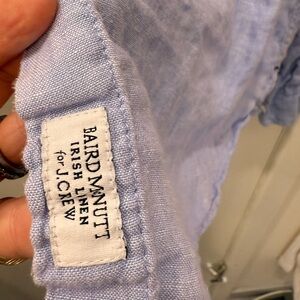 BAIRD McNUTT
IRISH LINEN
for J.CREW